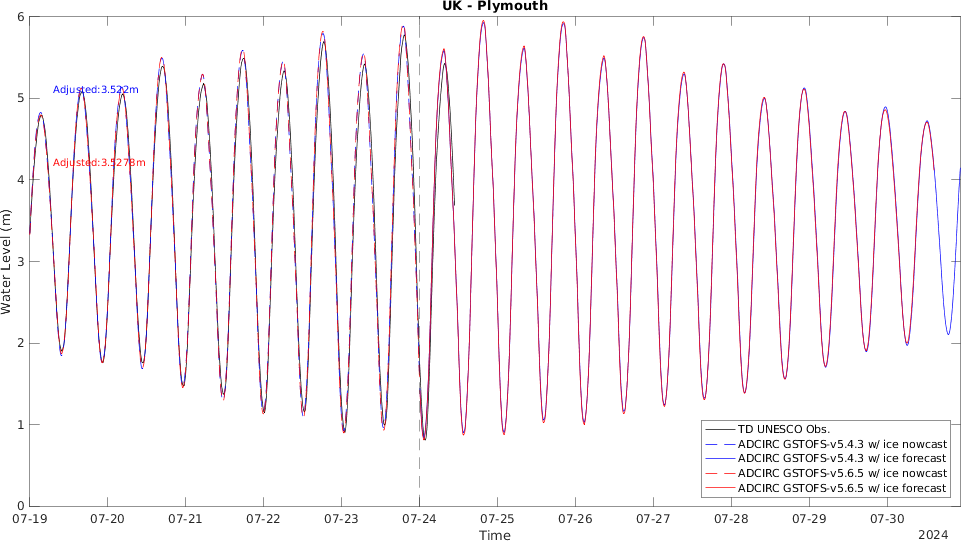 UK - Plymouth
6
5
4
3
2
1
0
Water Level (m)
Adjusted:3.522m
Adjusted:3.5278m
TD UNESCO Obs.
ADCIRC GSTOFS-v5.4.3 w/ ice nowcast
ADCIRC GSTOFS-v5.4.3 w/ ice forecast
ADCIRC GSTOFS-v5.6.5 w/ ice nowcast
ADCIRC GSTOFS-v5.6.5 w/ ice forecast
07-19 07-20 07-21 07-22 07-23 07-24 07-25 07-26 07-27 07-28 07-29 07-30
Time
2024